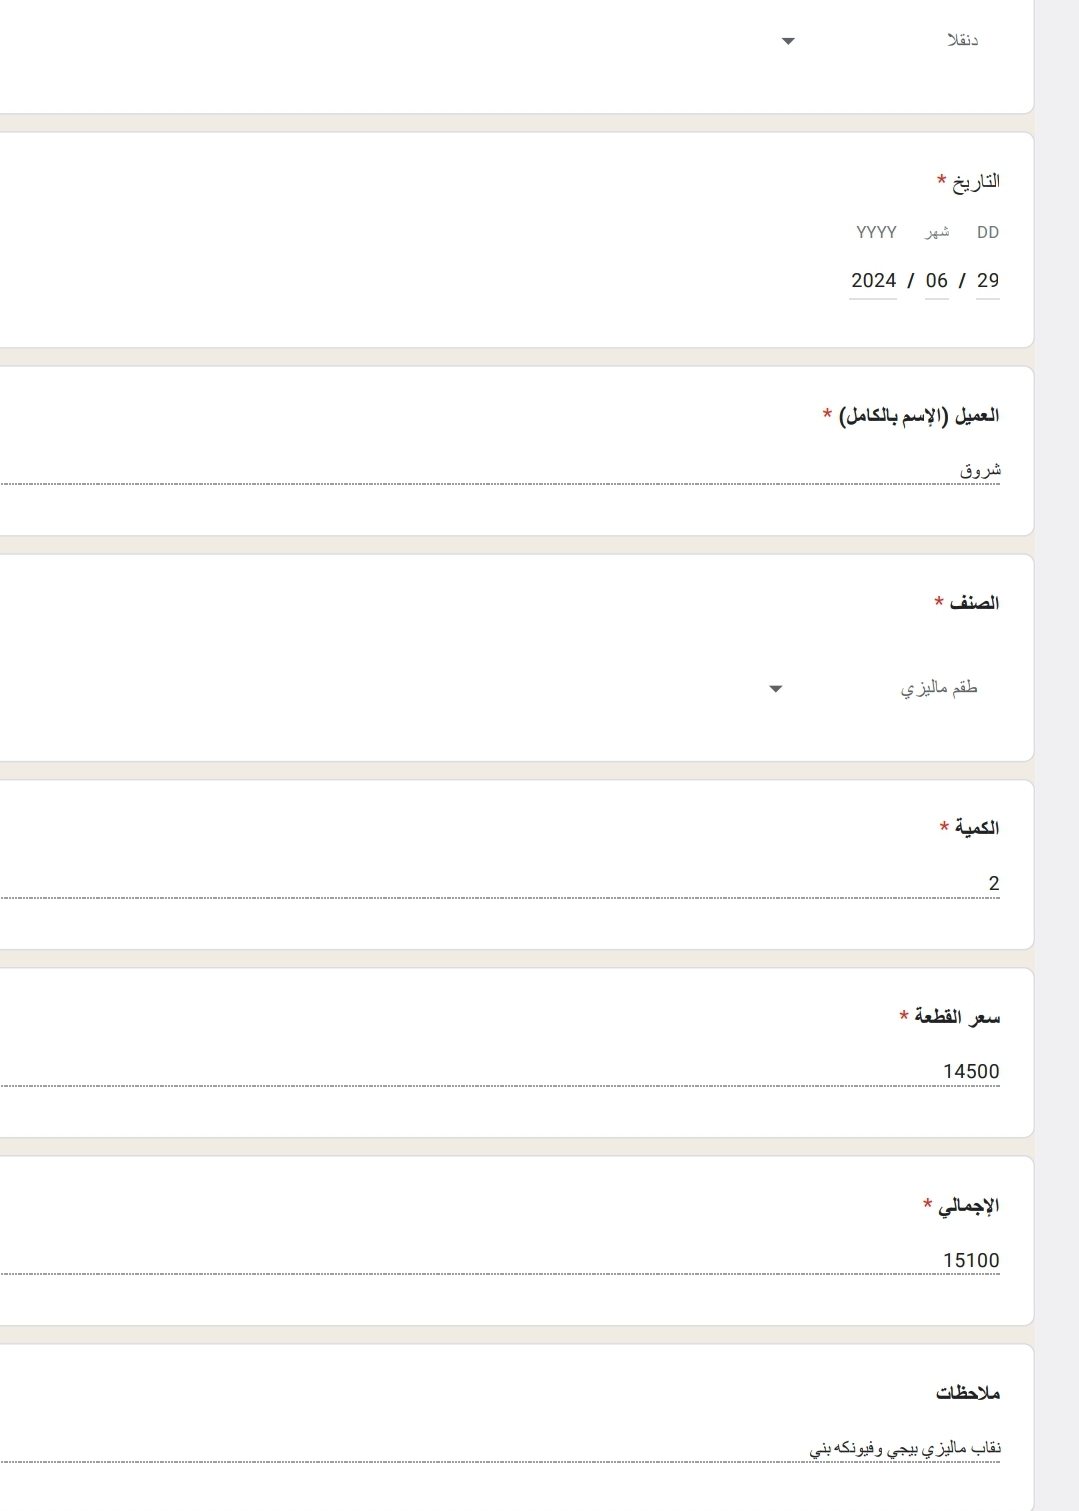 دنقلا
التاريخ *
DD شهر YYYY
29 / 06 / 2024
العميل (الإسم بالكامل) *
شروق
الصنف *
طقم ماليزي
الكمية *
2
سعر القطعة *
14500
الإجمالي *
15100
ملاحظات
نقاب ماليزي بيجي وفيونكه بني